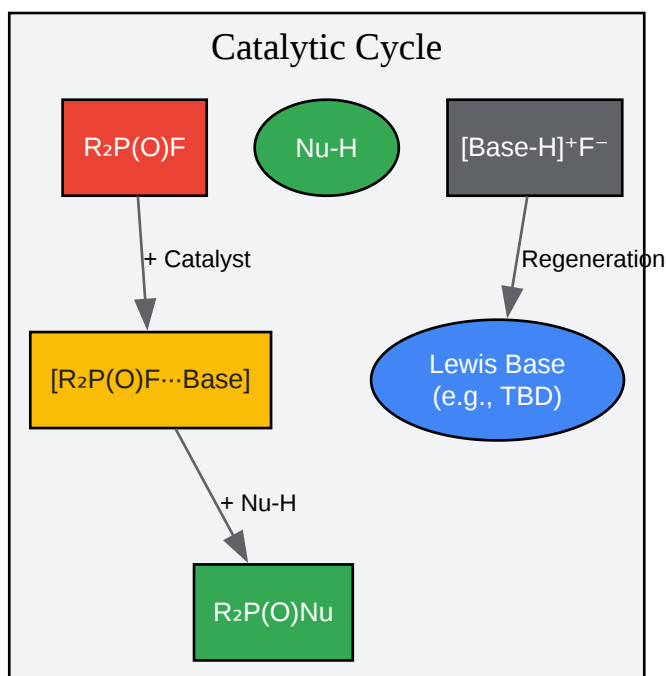 Catalytic Cycle
R₂P(O)F
Nu-H
[Base-H]⁺F⁻
+ Catalyst
Regeneration
[R₂P(O)F···Base]
Lewis Base
(e.g., TBD)
+ Nu-H
R₂P(O)Nu